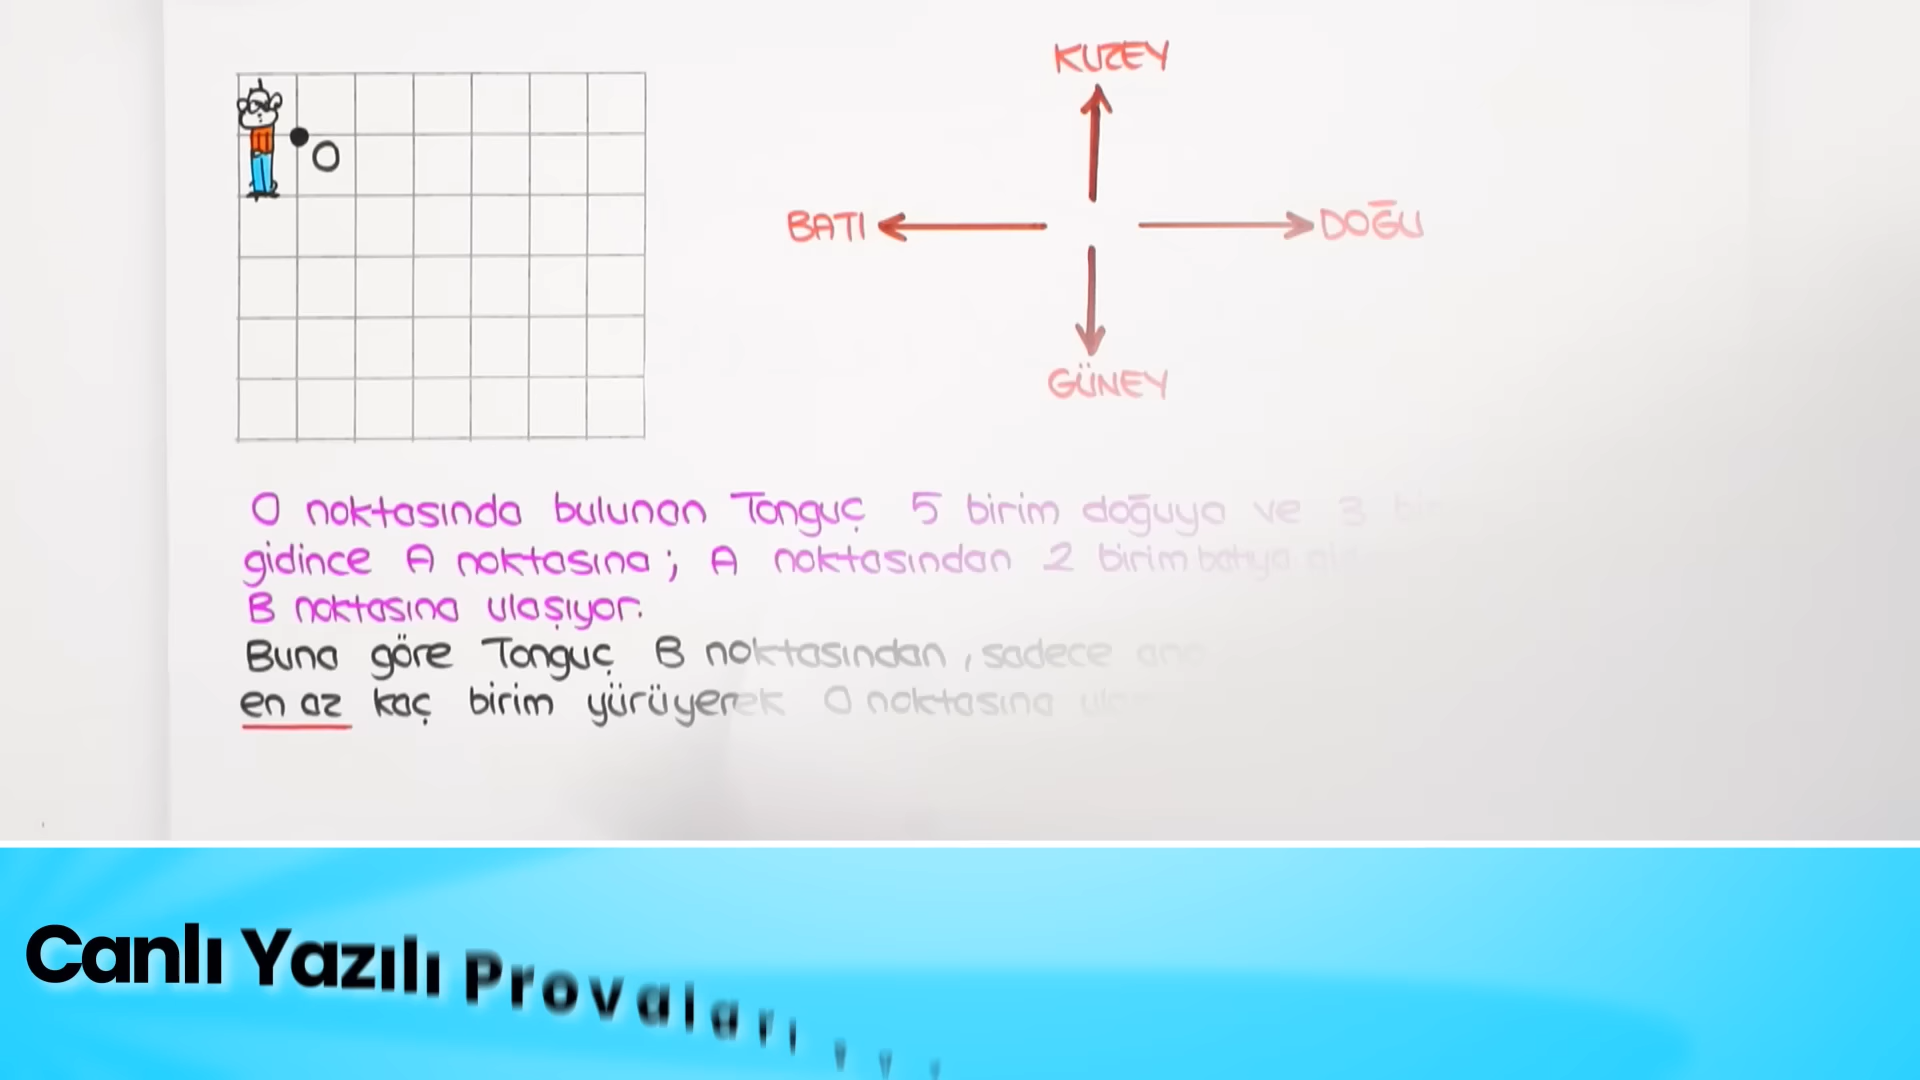 KUZEY
O
BATI
DOĞU
GÜNEY
O noktasında bulunan Tonguç 5 birim doğuya ve 3
gidince A noktasına; A noktasından 2 birim batıya
B noktasına ulaşıyor.
Buna göre Tonguç B noktasından, sadece
en az kaç birim yürüyerek O noktasına
Canlı Yazılı Provaları